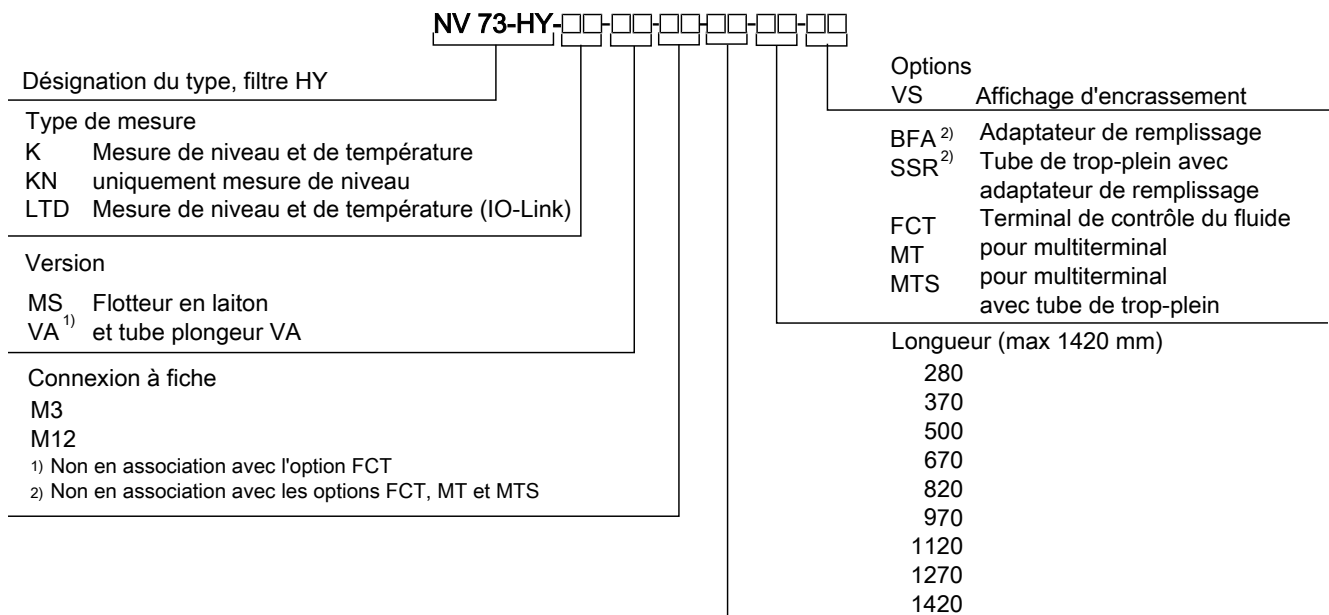 NV 73-HY-□□-□□-□□-□□-□□-□□
Désignation du type, filtre HY
Type de mesure
K Mesure de niveau et de température
KN uniquement mesure de niveau
LTD Mesure de niveau et de température (IO-Link)
Version
MS Flotteur en laiton
VA 1) et tube plongeur VA
Connexion à fiche
M3
M12
1) Non en association avec l'option FCT
2) Non en association avec les options FCT, MT et MTS
Options
VS Affichage d'encrassement
BFA 2) Adaptateur de remplissage
SSR 2) Tube de trop-plein avec
adaptateur de remplissage
FCT Terminal de contrôle du fluide
MT pour multiterminal
MTS pour multiterminal
avec tube de trop-plein
Longueur (max 1420 mm)
280
370
500
670
820
970
1120
1270
1420